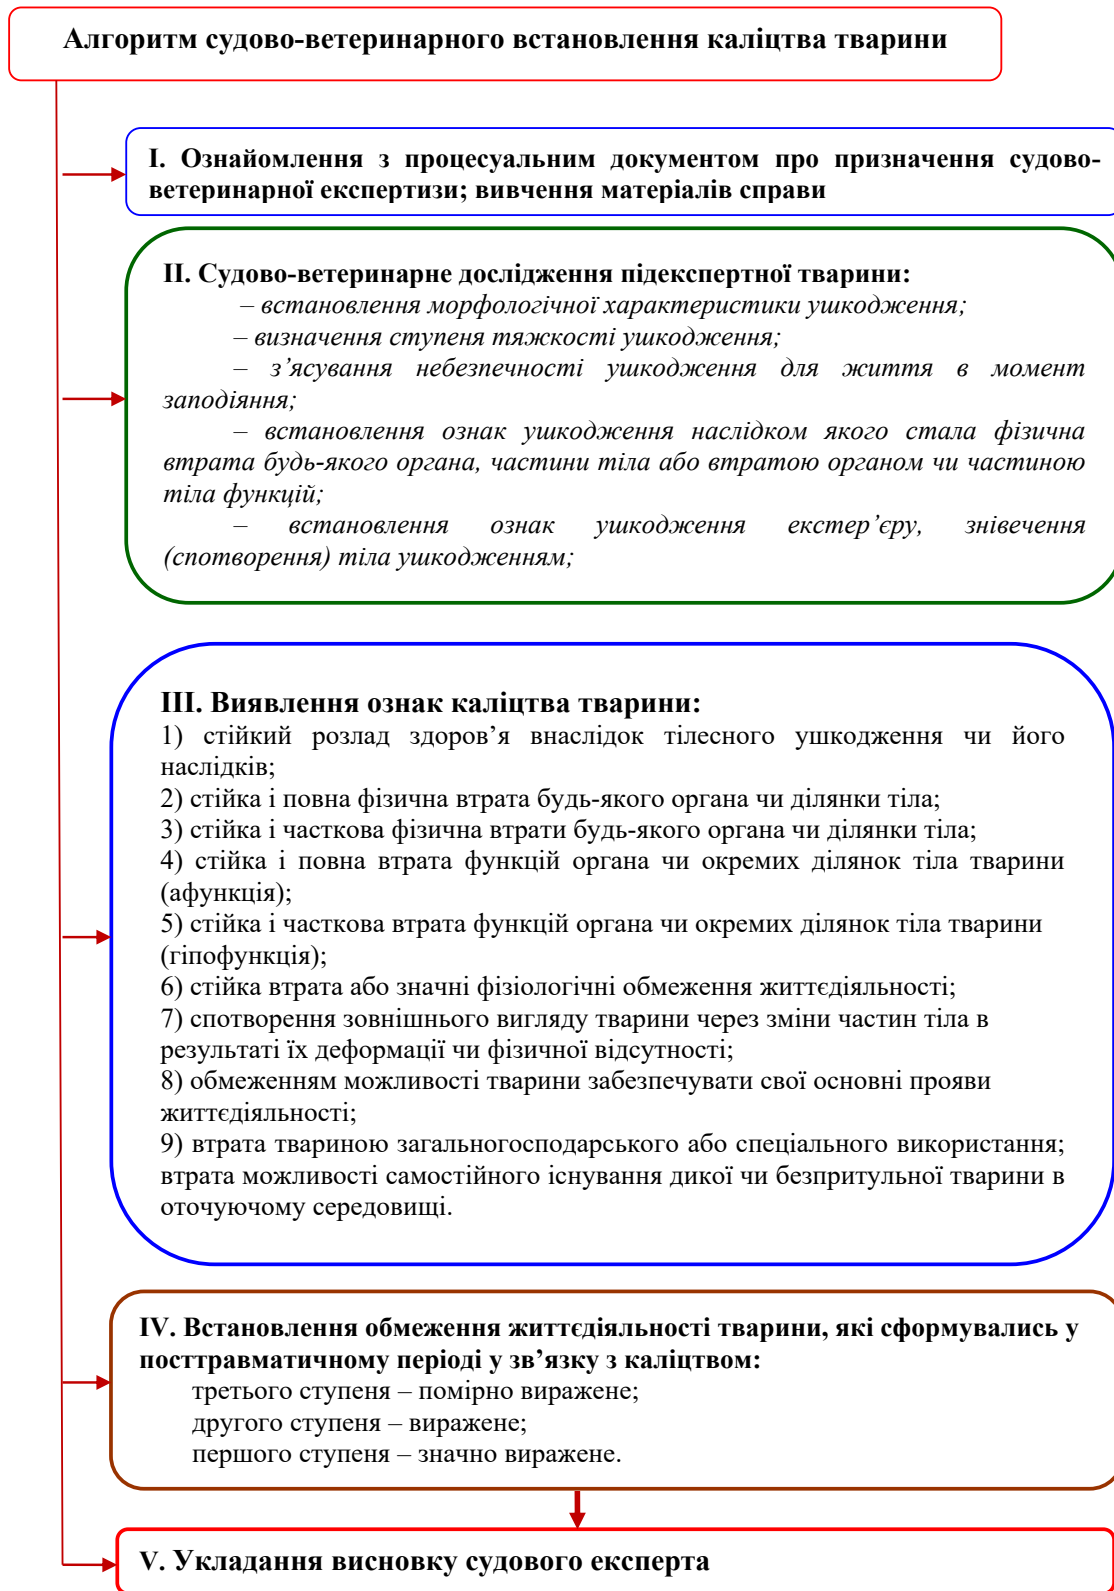 Алгоритм судово-ветеринарного встановлення каліцтва тварини
І. Ознайомлення з процесуальним документом про призначення судово-
ветеринарної експертизи; вивчення матеріалів справи
ІІ. Судово-ветеринарне дослідження підекспертної тварини:
– встановлення морфологічної характеристики ушкодження;
– визначення ступеня тяжкості ушкодження;
– з’ясування небезпечності ушкодження для життя в момент
заподіяння;
– встановлення ознак ушкодження наслідком якого стала фізична
втрата будь-якого органа, частини тіла або втратою органом чи частиною
тіла функцій;
– встановлення ознак ушкодження екстер’єру, знівечення
(спотворення) тіла ушкодженням;
ІІІ. Виявлення ознак каліцтва тварини:
1) стійкий розлад здоров’я внаслідок тілесного ушкодження чи його
наслідків;
2) стійка і повна фізична втрата будь-якого органа чи ділянки тіла;
3) стійка і часткова фізична втрати будь-якого органа чи ділянки тіла;
4) стійка і повна втрата функцій органа чи окремих ділянок тіла тварини
(афункція);
5) стійка і часткова втрата функцій органа чи окремих ділянок тіла тварини
(гіпофункція);
6) стійка втрата або значні фізіологічні обмеження життєдіяльності;
7) спотворення зовнішнього вигляду тварини через зміни частин тіла в
результаті їх деформації чи фізичної відсутності;
8) обмеженням можливості тварини забезпечувати свої основні прояви
життєдіяльності;
9) втрата твариною загальногосподарського або спеціального використання;
втрата можливості самостійного існування дикої чи безпритульної тварини в
оточуючому середовищі.
IV. Встановлення обмеження життєдіяльності тварини, які сформувались у
посттравматичному періоді у зв’язку з каліцтвом:
третього ступеня – помірно виражене;
другого ступеня – виражене;
першого ступеня – значно виражене.
V. Укладання висновку судового експерта